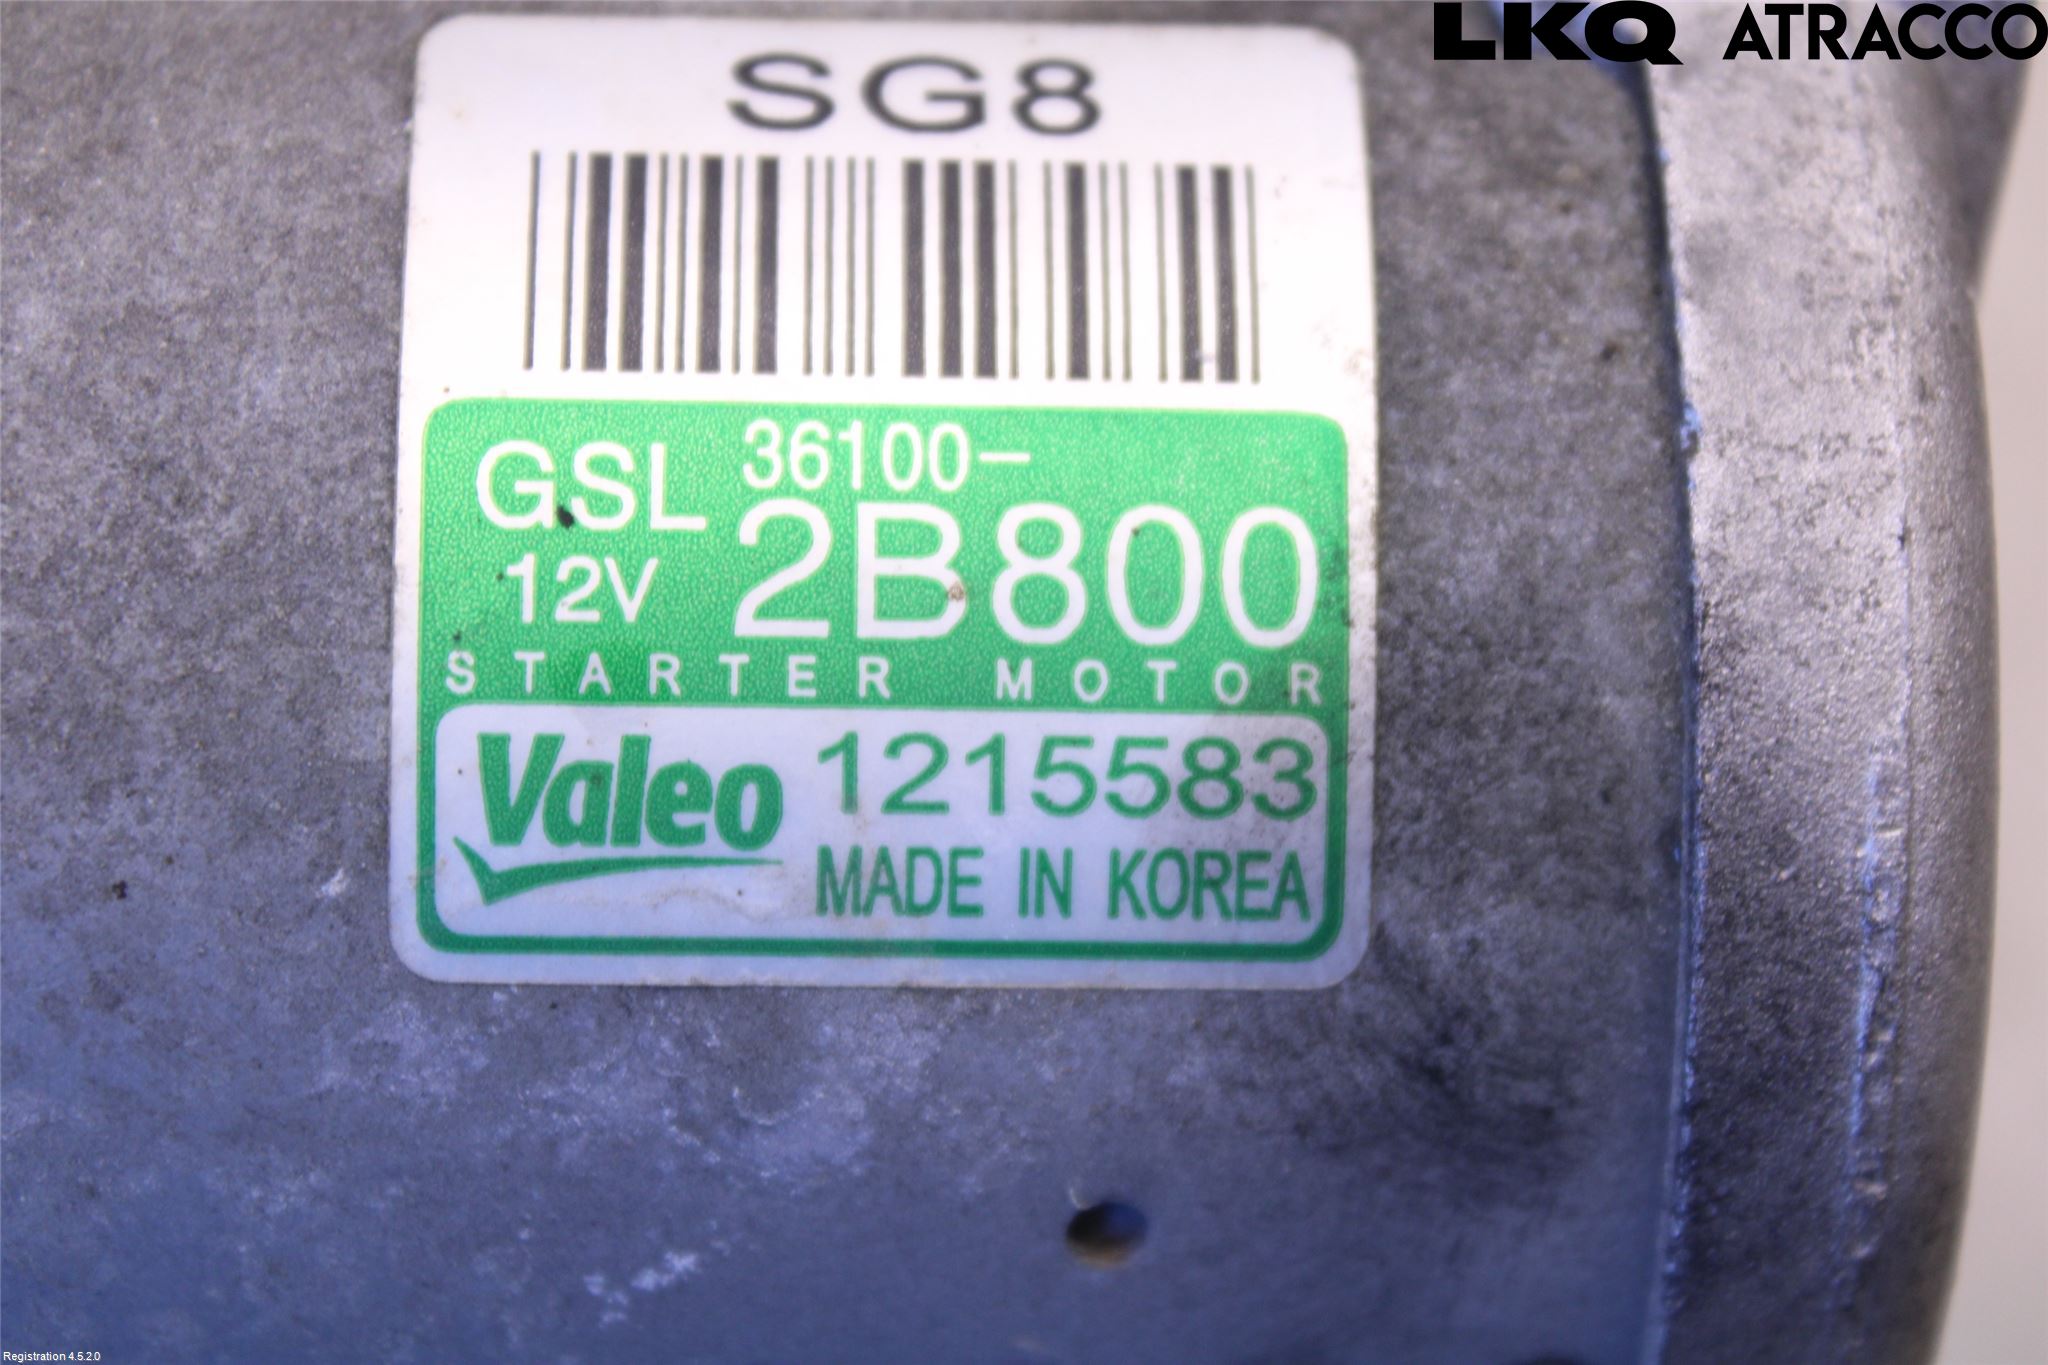 LKQ ATRACCO
SG8
GSL 36100-
12V 2B800
STARTER MOTOR
Valeo 1215583
MADE IN KOREA
Registration 4.5.2.0